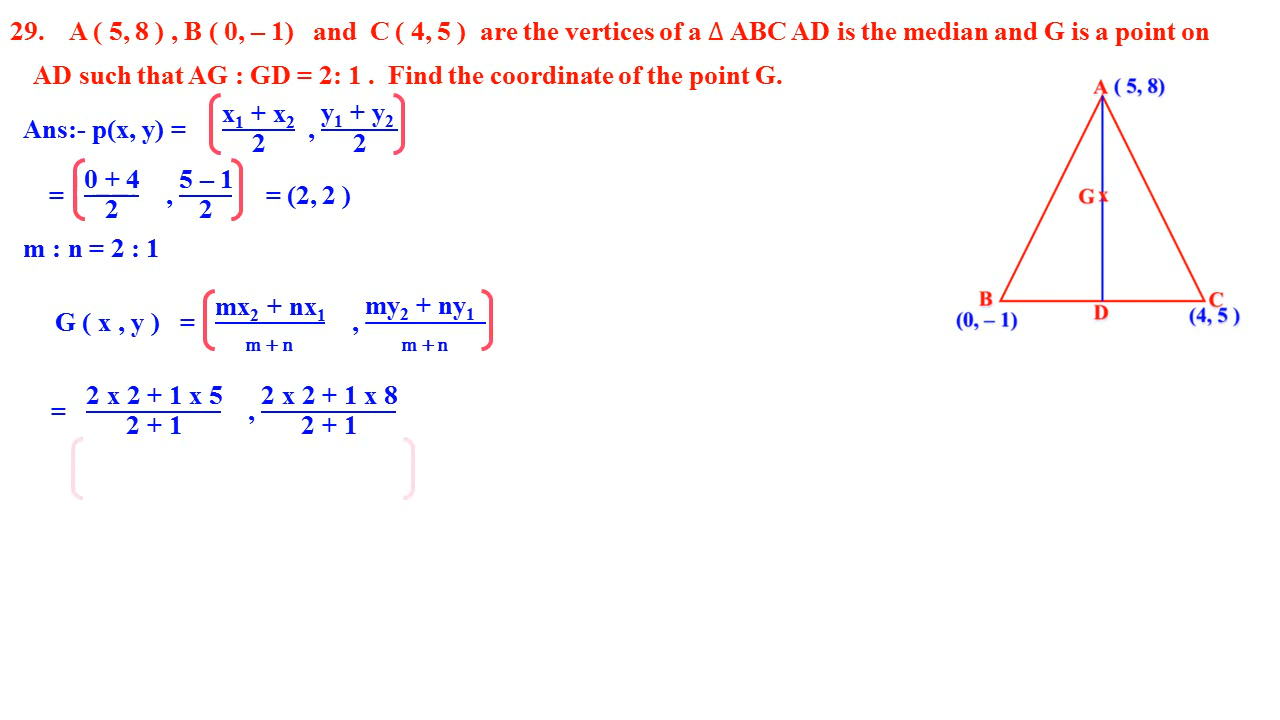 29. A ( 5, 8 ) , B ( 0, – 1) and C ( 4, 5 ) are the vertices of a Δ ABC AD is the median and G is a point on
AD such that AG : GD = 2: 1 . Find the coordinate of the point G.
Ans:- p(x, y) = ( x₁ + x₂ / 2 , y₁ + y₂ / 2 )
= ( 0 + 4 / 2 , 5 – 1 / 2 ) = (2, 2 )
m : n = 2 : 1
G ( x , y ) = ( mx₂ + nx₁ / m + n , my₂ + ny₁ / m + n )
= 2 x 2 + 1 x 5 / 2 + 1 , 2 x 2 + 1 x 8 / 2 + 1
A ( 5, 8)
G x
B D C
(0, – 1) (4, 5 )